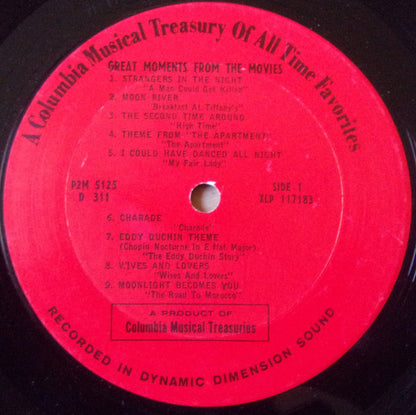 A Columbia Musical Treasury Of All Time Favorites
GREAT MOMENTS FROM THE MOVIES
1. STRANGERS IN THE NIGHT
"A Man Could Get Killed"
2. MOON RIVER
"Breakfast At Tiffany's"
3. THE SECOND TIME AROUND
"High Time"
4. THEME FROM "THE APARTMENT"
"The Apartment"
5. I COULD HAVE DANCED ALL NIGHT
"My Fair Lady"
P2M 5125
D 311
SIDE 1
XLP 117183
6. CHARADE
"Charade"
7. EDDY DUCHIN THEME
(Chopin Nocturne In E Flat Major)
"The Eddy Duchin Story"
8. WIVES AND LOVERS
"Wives And Lovers"
9. MOONLIGHT BECOMES YOU
"The Road To Morocco"
A PRODUCT OF
Columbia Musical Treasuries
RECORDED IN DYNAMIC DIMENSION SOUND